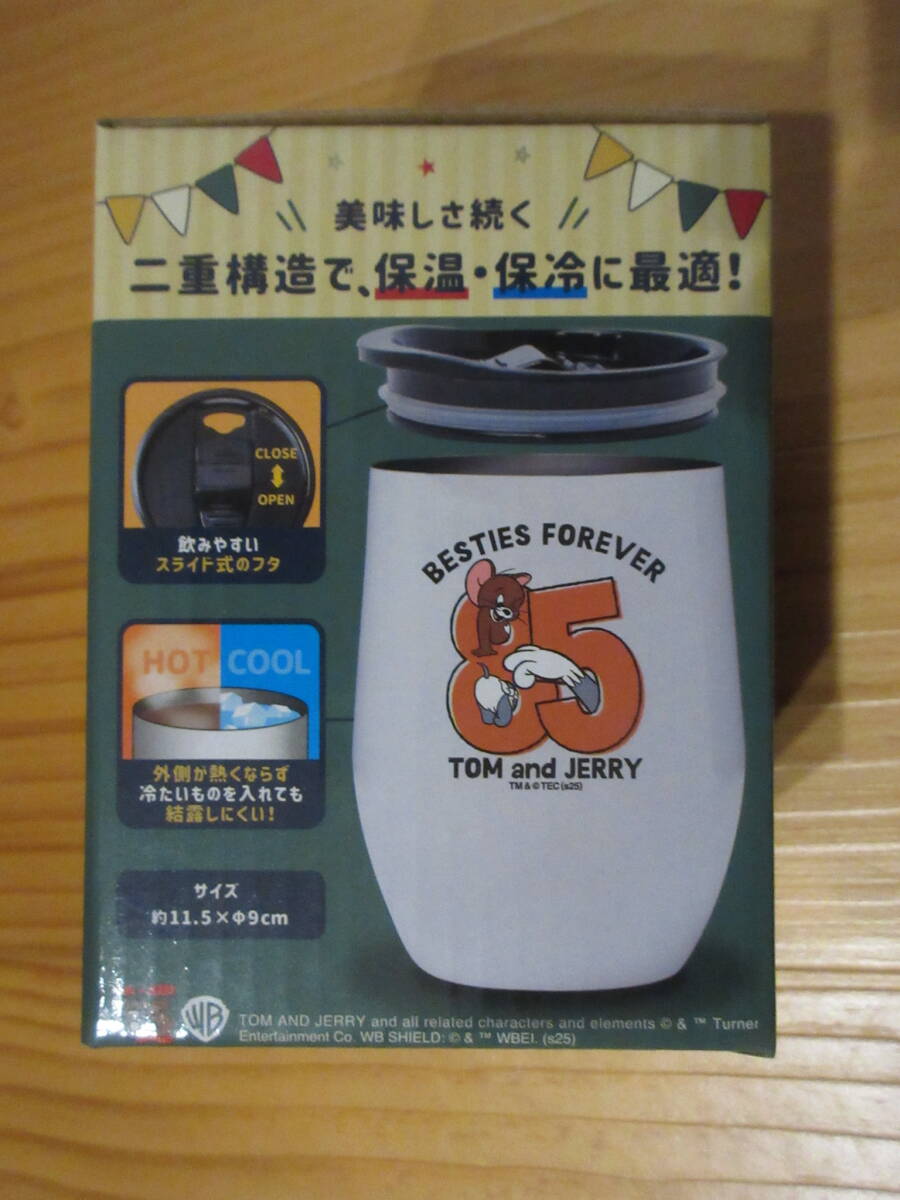 美味しさ続く
二重構造で、保温・保冷に最適!
CLOSE
OPEN
飲みやすい
スライド式のフタ
HOT COOL
外側が熱くならず
冷たいものを入れても
結露しにくい!
サイズ
約11.5×Φ9cm
BESTIES FOREVER
85
TOM and JERRY
TM & © TEC (s25)
WB
TOM AND JERRY and all related characters and elements © & ™ Turner
Entertainment Co. WB SHIELD: © & ™ WBEI. (s25)